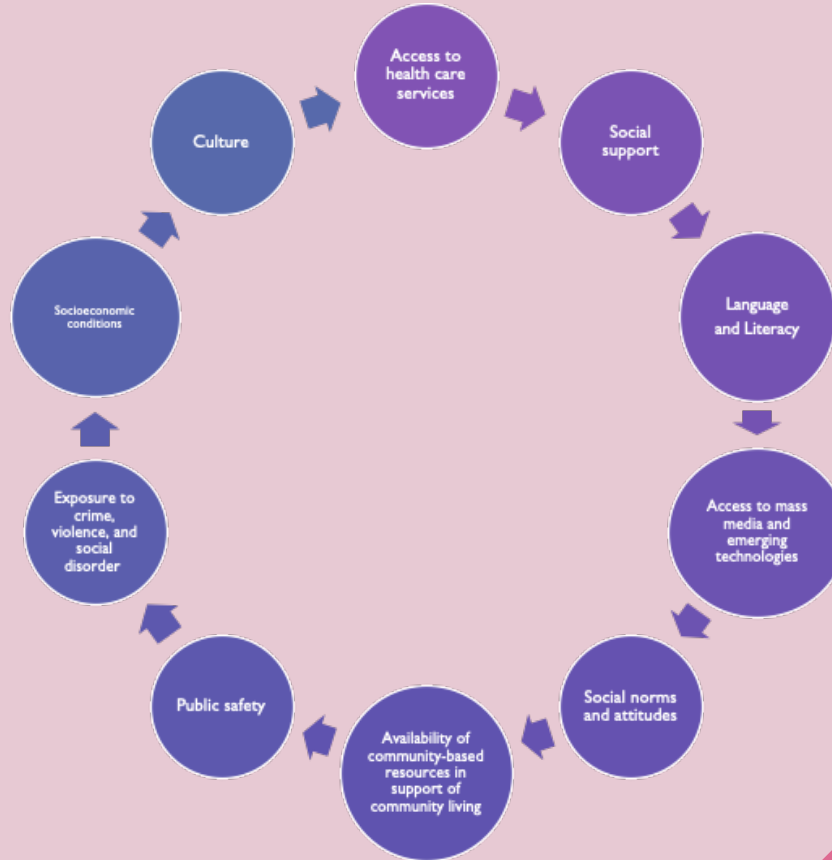 Access to
health care
services
Social
support
Language
and Literacy
Access to mass
media and
emerging
technologies
Social norms
and attitudes
Availability of
community-based
resources in
support of
community living
Public safety
Exposure to
crime,
violence, and
social
disorder
Socioeconomic
conditions
Culture